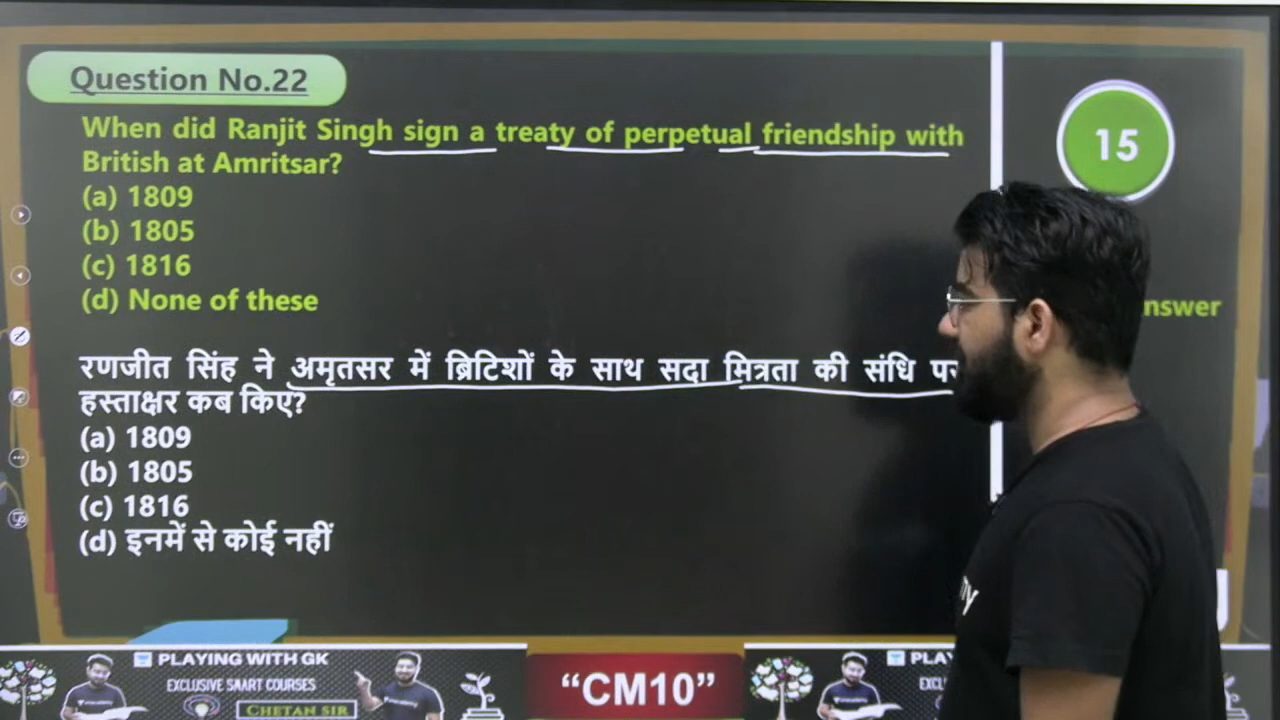 Question No.22
15
When did Ranjit Singh sign a treaty of perpetual friendship with
British at Amritsar?
(a) 1809
(b) 1805
(c) 1816
(d) None of these
nswer
रणजीत सिंह ने अमृतसर में ब्रिटिशों के साथ सदा मित्रता की संधि पर
हस्ताक्षर कब किए?
(a) 1809
(b) 1805
(c) 1816
(d) इनमें से कोई नहीं
PLAYING WITH GK
EXCLUSIVE SMART COURSES
CHETAN SIR
“CM10”
PLAY
EXCLU